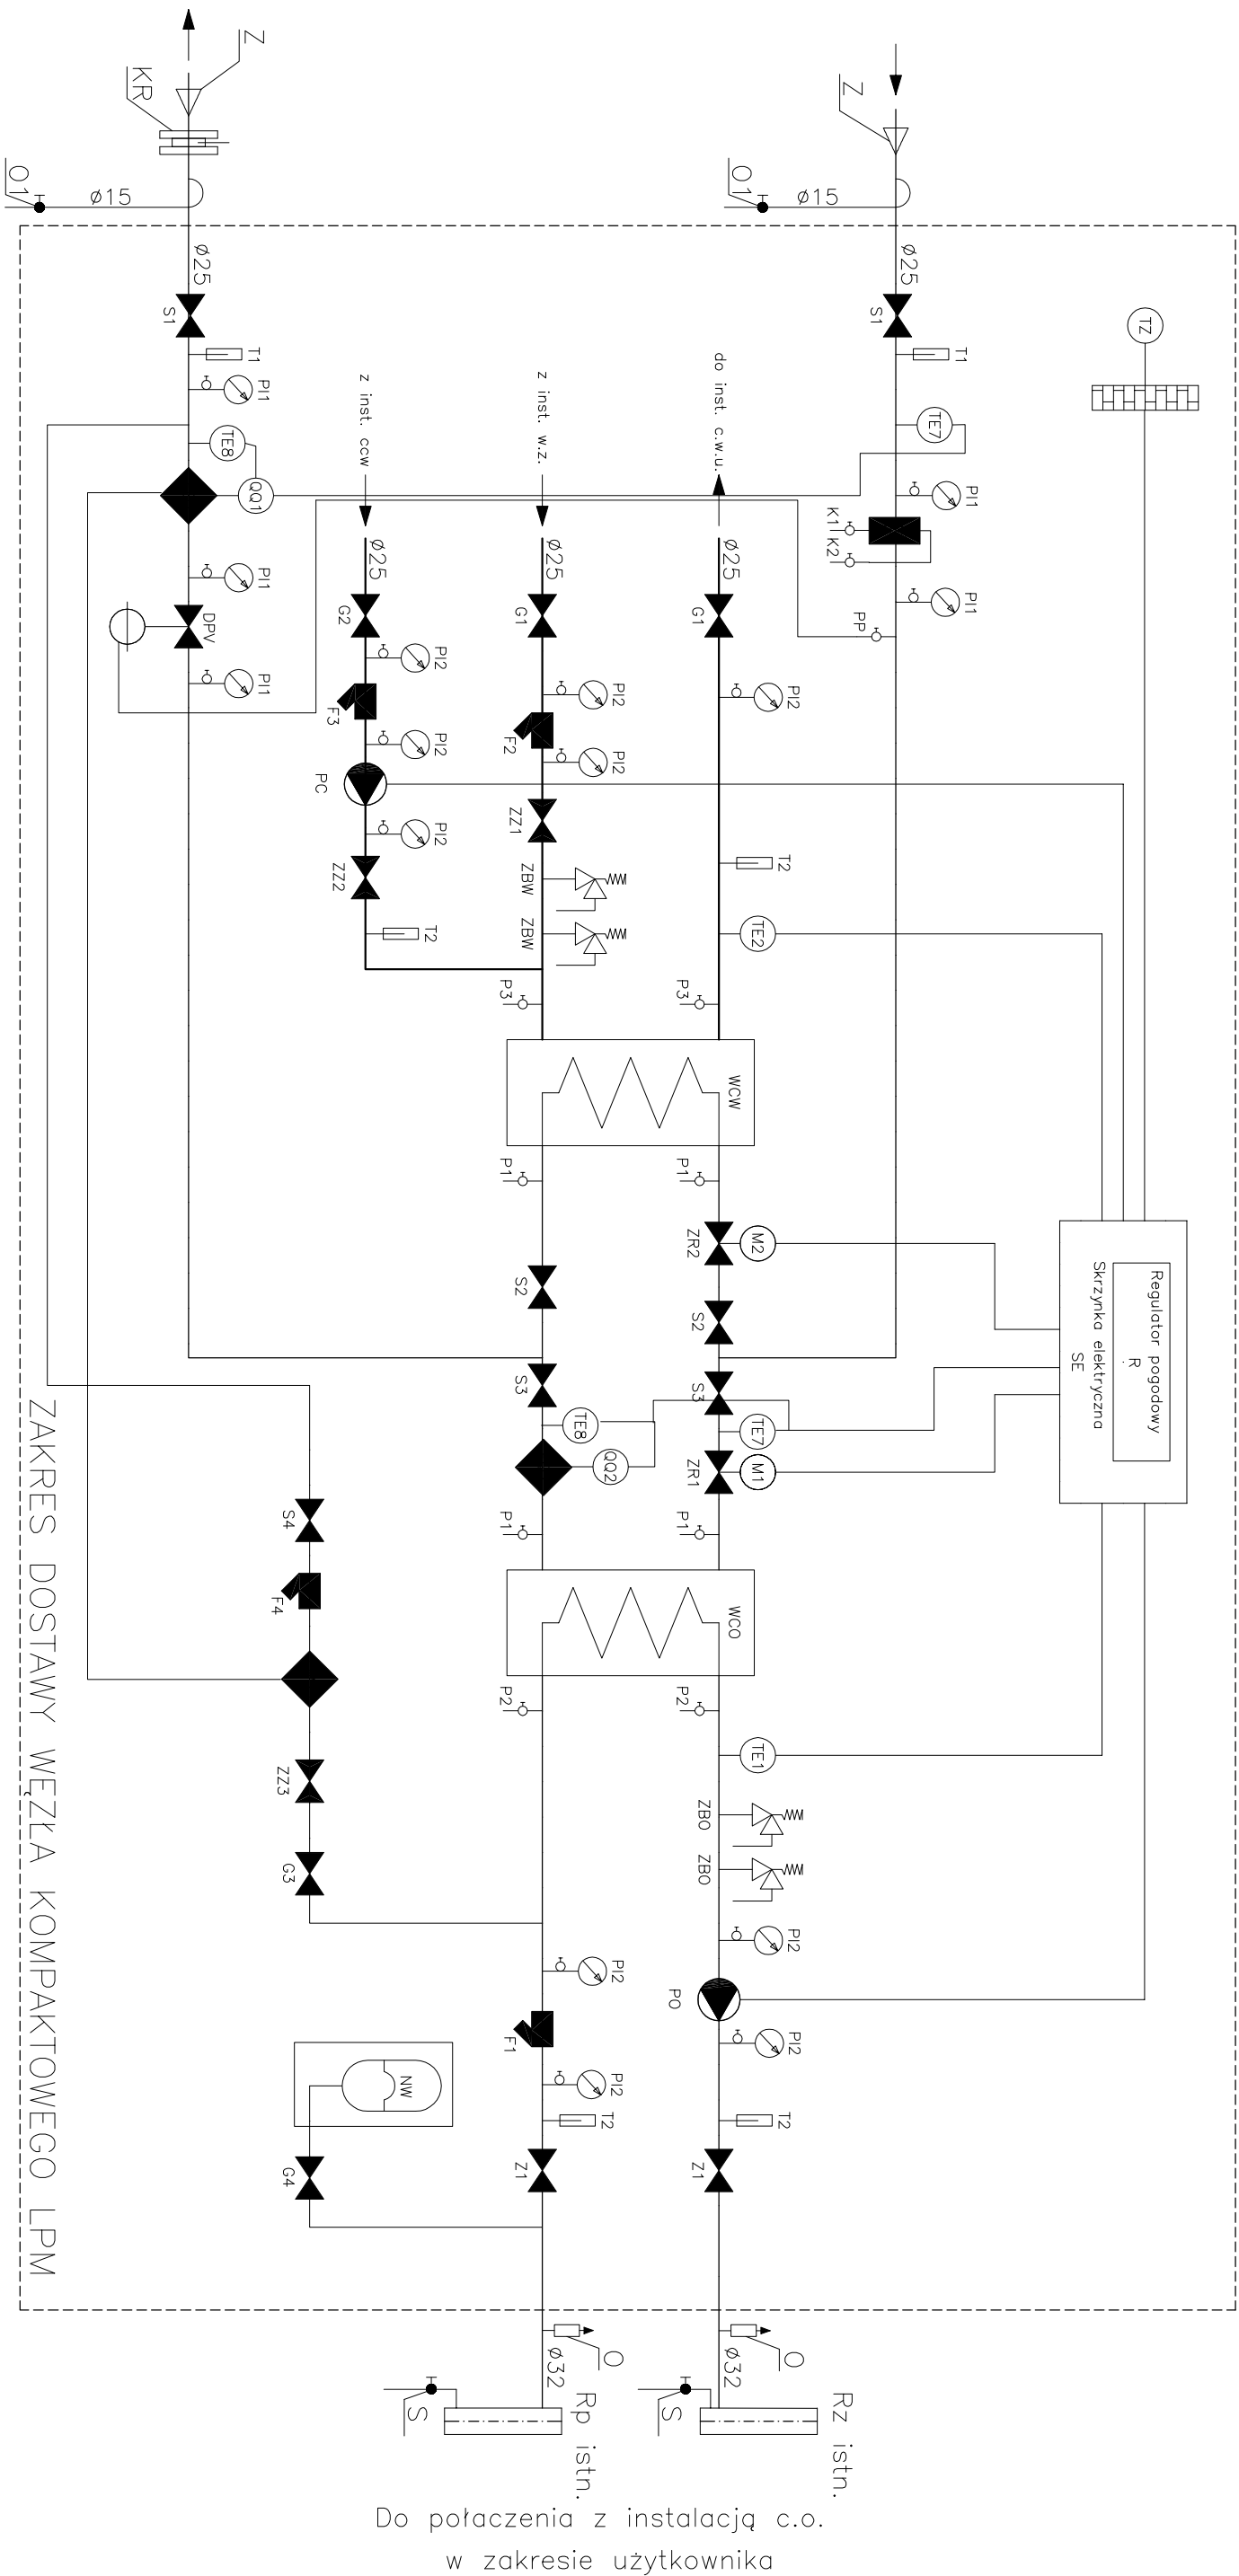 Z
KR
O1
ø15
Z
O1
ø15
Ø25
S1
T1
PI1
TE8
QQ1
PI1
DPV
PI1
Ø25
S1
T1
TE7
PI1
K1
K2
PI1
PP
TZ
z inst. ccw
Ø25
G2
PI2
F3
PI2
PC
PI2
ZZ2
T2
z inst. w.z.
Ø25
G1
PI2
F2
PI2
ZZ1
ZBW
ZBW
P3
do inst. c.w.u.
Ø25
G1
PI2
T2
TE2
P3
WCW
P1
P1
ZR2
M2
S2
S2
S3
S3
TE8
QQ2
TE7
ZR1
M1
P1
P1
Regulator pogodowy
R
Skrzynka elektryczna
SE
WCO
P2
P2
TE1
ZBO
ZBO
PI2
PO
PI2
T2
Z1
S4
F4
ZZ3
G3
PI2
F1
PI2
T2
Z1
NW
G4
ZAKRES DOSTAWY WĘZŁA KOMPAKTOWEGO LPM
O
Ø32
S
Rp istn.
O
Ø32
S
Rz istn.
Do połaczenia z instalacją c.o.
w zakresie użytkownika